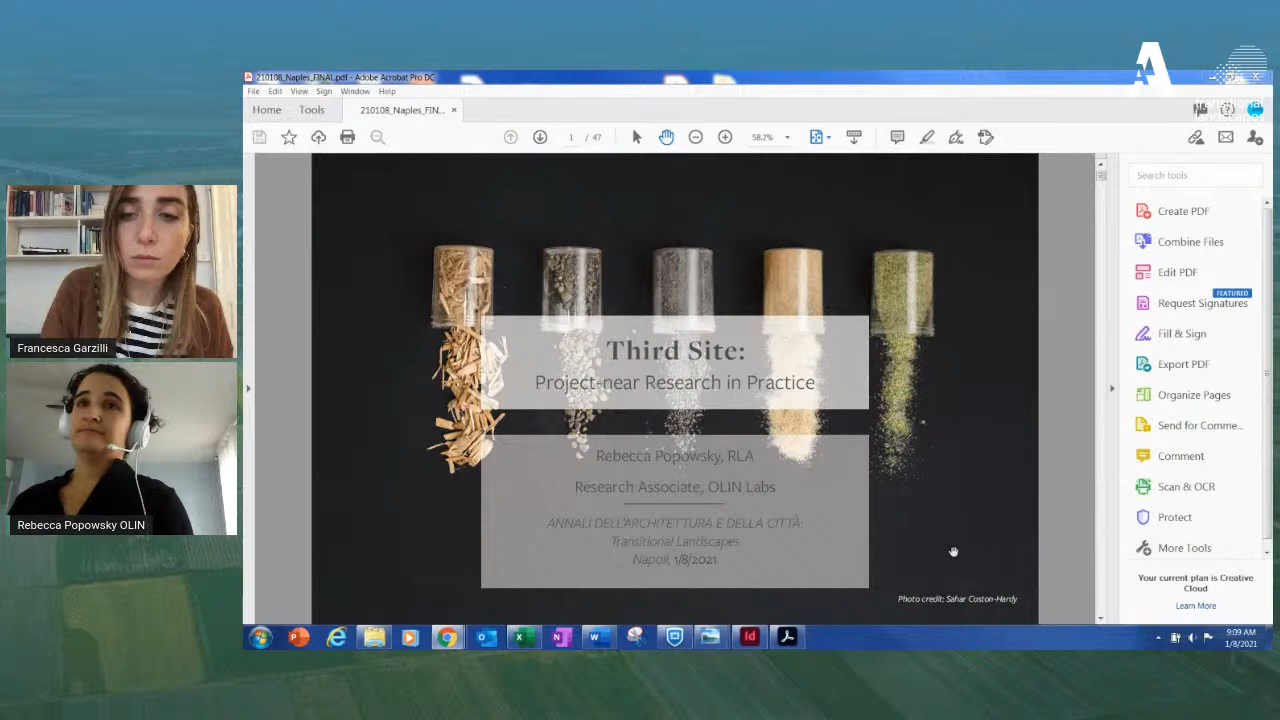 210108_Naples_FINAL.pdf - Adobe Acrobat Pro DC
File Edit View Sign Window Help
Home Tools 210108_Naples_FIN... ×
1 / 47 58.2%
transitional
landscapes
Search tools
Create PDF
Combine Files
Edit PDF
FEATURED
Request Signatures
Fill & Sign
Export PDF
Organize Pages
Send for Comme...
Comment
Scan & OCR
Protect
More Tools
Your current plan is Creative
Cloud
Learn More
Third Site:
Project-near Research in Practice
Rebecca Popowsky, RLA
Research Associate, OLIN Labs
ANNALI DELL'ARCHITETTURA E DELLA CITTÀ:
Transitional Landscapes
Napoli, 1/8/2021
Photo credit: Sahar Coston-Hardy
Francesca Garzilli
Rebecca Popowsky OLIN
9:09 AM
1/8/2021